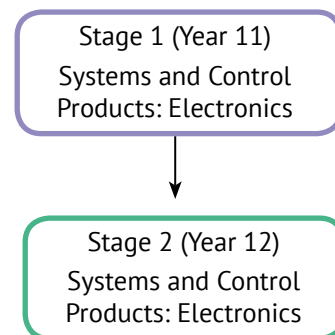 Stage 1 (Year 11)
Systems and Control
Products: Electronics
Stage 2 (Year 12)
Systems and Control
Products: Electronics